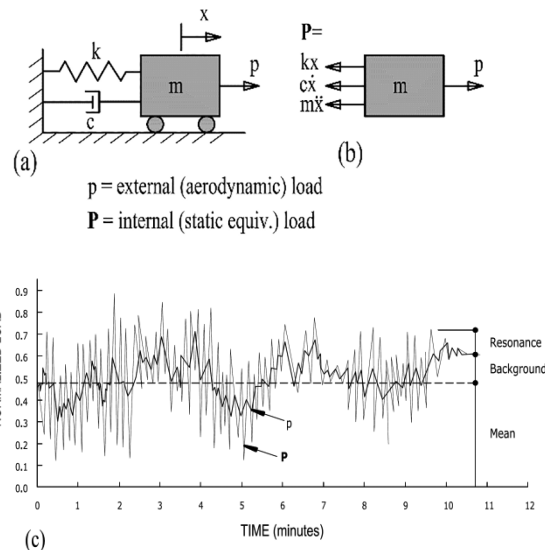 x
k
m
p
c
(a)
P=
kx
cẋ
mẍ
m
p
(b)
p = external (aerodynamic) load
P = internal (static equiv.) load
0.9
0.8
0.7
0.6
0.5
0.4
0.3
0.2
0.1
0.0
0 1 2 3 4 5 6 7 8 9 10 11 12
TIME (minutes)
p
P
Resonance
Background
Mean
(c)